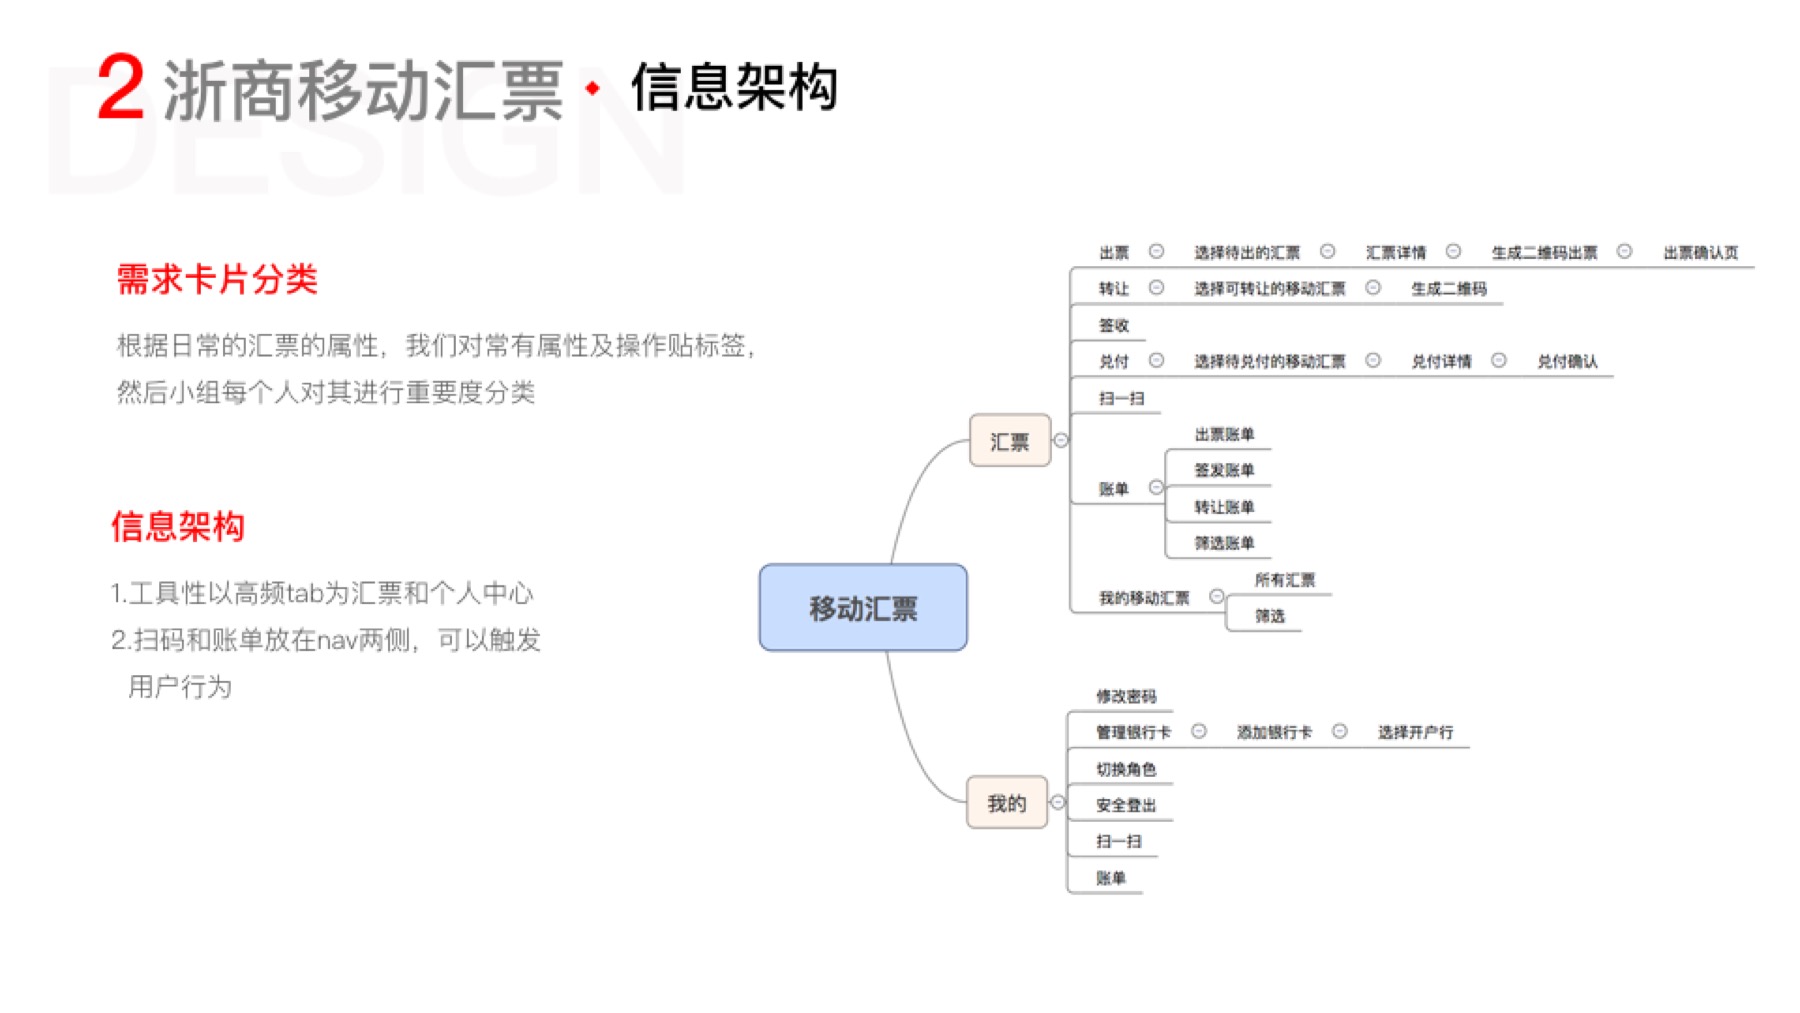 2 浙商移动汇票 · 信息架构
DESIGN
需求卡片分类
根据日常的汇票的属性，我们对常有属性及操作贴标签，
然后小组每个人对其进行重要度分类
信息架构
1.工具性以高频tab为汇票和个人中心
2.扫码和账单放在nav两侧，可以触发
用户行为
移动汇票
汇票
出票 选择待出的汇票 汇票详情 生成二维码出票 出票确认页
转让 选择可转让的移动汇票 生成二维码
签收
兑付 选择待兑付的移动汇票 兑付详情 兑付确认
扫一扫
账单
出票账单
签发账单
转让账单
筛选账单
我的移动汇票
所有汇票
筛选
我的
修改密码
管理银行卡 添加银行卡 选择开户行
切换角色
安全登出
扫一扫
账单